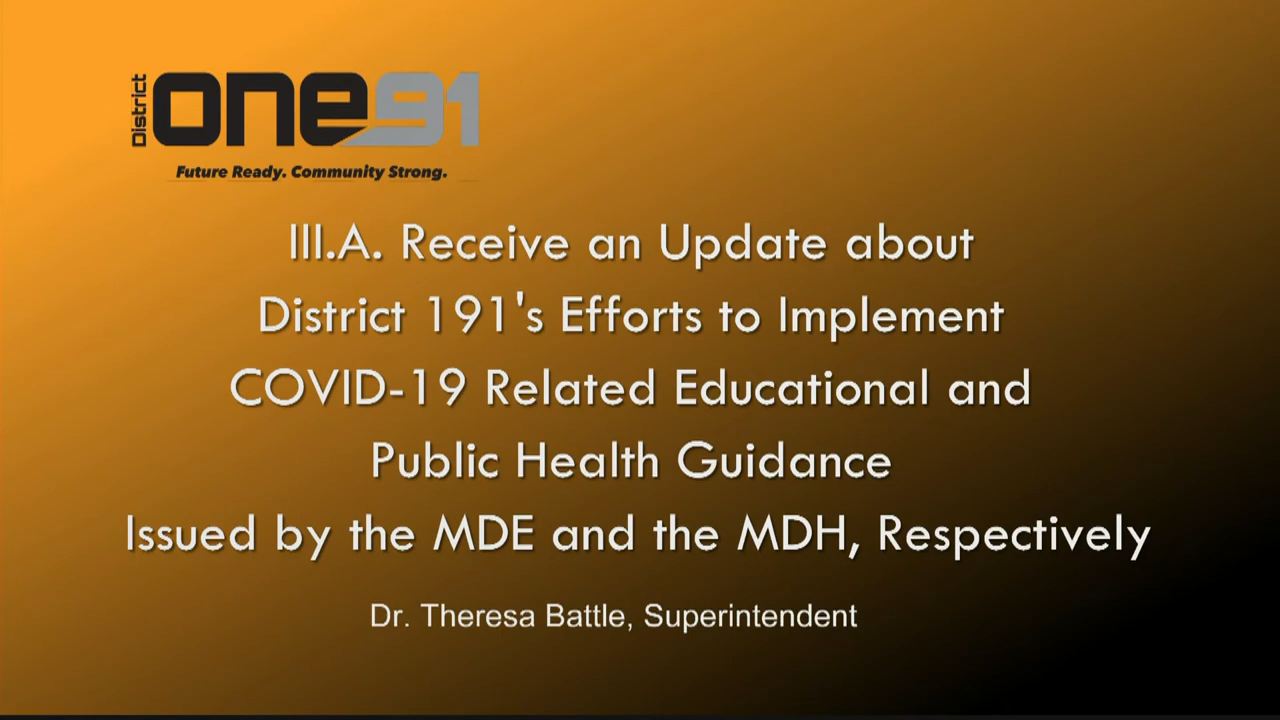 District one91
Future Ready. Community Strong.
III.A. Receive an Update about
District 191's Efforts to Implement
COVID-19 Related Educational and
Public Health Guidance
Issued by the MDE and the MDH, Respectively
Dr. Theresa Battle, Superintendent